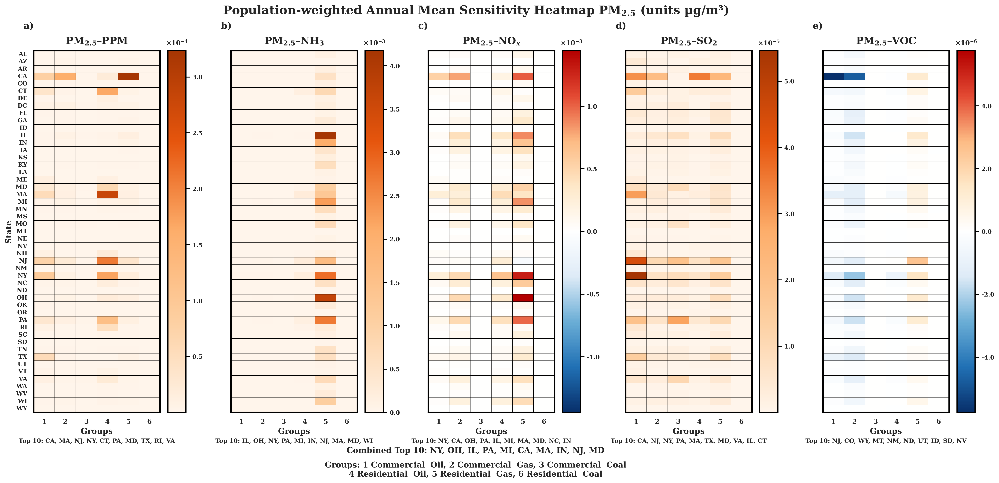 Population-weighted Annual Mean Sensitivity Heatmap PM2.5 (units µg/m³)
a)
b)
c)
d)
e)
PM2.5–PPM
×10⁻⁴
PM2.5–NH3
×10⁻³
PM2.5–NOx
×10⁻³
PM2.5–SO2
×10⁻⁵
PM2.5–VOC
×10⁻⁶
State
AL
AZ
AR
CA
CO
CT
DE
DC
FL
GA
ID
IL
IN
IA
KS
KY
LA
ME
MD
MA
MI
MN
MS
MO
MT
NE
NV
NH
NJ
NM
NY
NC
ND
OH
OK
OR
PA
RI
SC
SD
TN
TX
UT
VT
VA
WA
WV
WI
WY
3.0
2.5
2.0
1.5
1.0
0.5
4.0
3.5
3.0
2.5
2.0
1.5
1.0
0.5
0.0
1.0
0.5
0.0
-0.5
-1.0
5.0
4.0
3.0
2.0
1.0
4.0
2.0
0.0
-2.0
-4.0
1 2 3 4 5 6
1 2 3 4 5 6
1 2 3 4 5 6
1 2 3 4 5 6
1 2 3 4 5 6
Groups
Groups
Groups
Groups
Groups
Top 10: CA, MA, NJ, NY, CT, PA, MD, TX, RI, VA
Top 10: IL, OH, NY, PA, MI, IN, NJ, MA, MD, WI
Top 10: NY, CA, OH, PA, IL, MI, MA, MD, NC, IN
Top 10: CA, NJ, NY, PA, MA, TX, MD, VA, IL, CT
Top 10: NJ, CO, WY, MT, NM, ND, UT, ID, SD, NV
Combined Top 10: NY, OH, IL, PA, MI, CA, MA, IN, NJ, MD
Groups: 1 Commercial Oil, 2 Commercial Gas, 3 Commercial Coal
4 Residential Oil, 5 Residential Gas, 6 Residential Coal